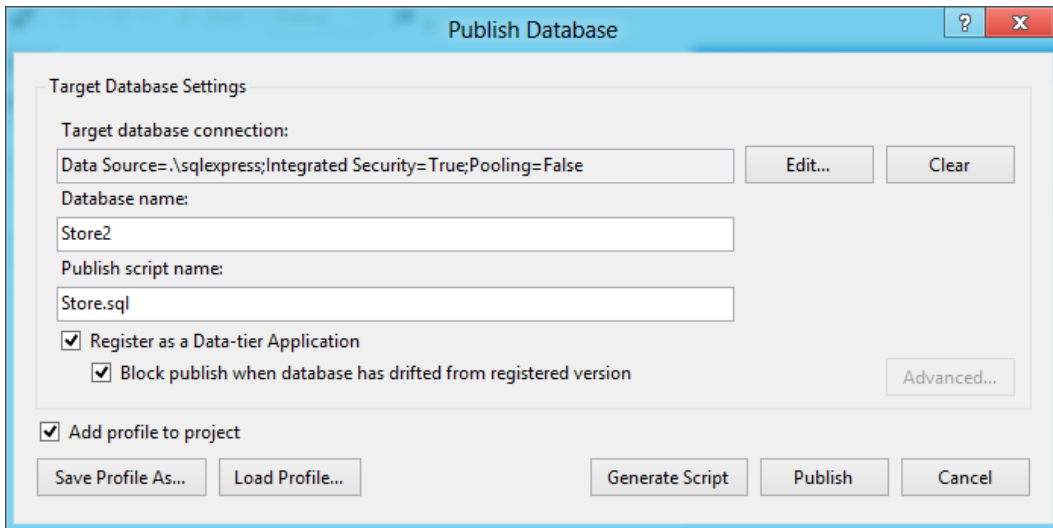 Publish Database
?
x
Target Database Settings
Target database connection:
Data Source=.\sqlexpress;Integrated Security=True;Pooling=False
Edit...
Clear
Database name:
Store2
Publish script name:
Store.sql
Register as a Data-tier Application
Block publish when database has drifted from registered version
Advanced...
Add profile to project
Save Profile As...
Load Profile...
Generate Script
Publish
Cancel